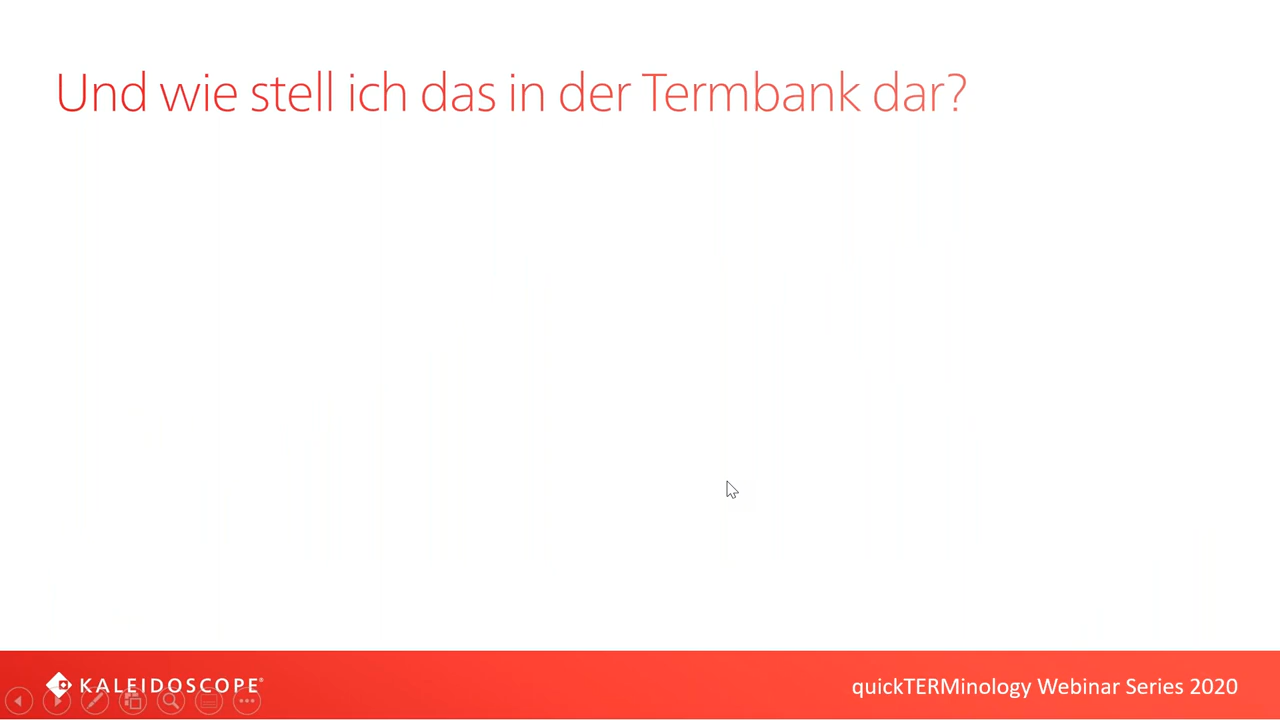 Und wie stell ich das in der Termbank dar?
KALEIDOSCOPE®
quickTERMinology Webinar Series 2020